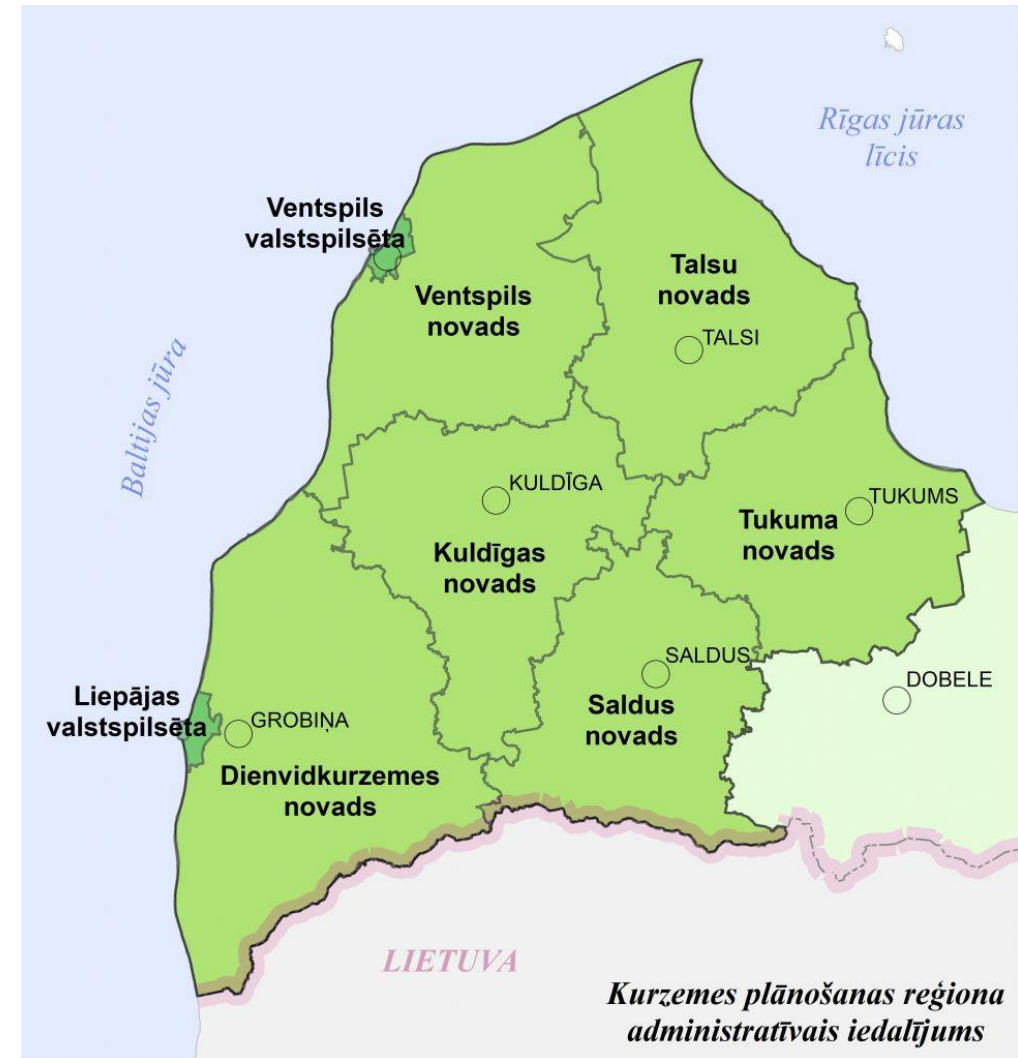 Rīgas jūras
līcis
Ventspils
valstspilsēta
Talsu
novads
Ventspils
novads
TALSI
Baltijas jūra
KULDĪGA
TUKUMS
Tukuma
novads
Kuldīgas
novads
SALDUS
DOBELE
Liepājas
valstspilsēta
Saldus
novads
GROBIŅA
Dienvidkurzemes
novads
LIETUVA
Kurzemes plānošanas reģiona
administratīvais iedalījums